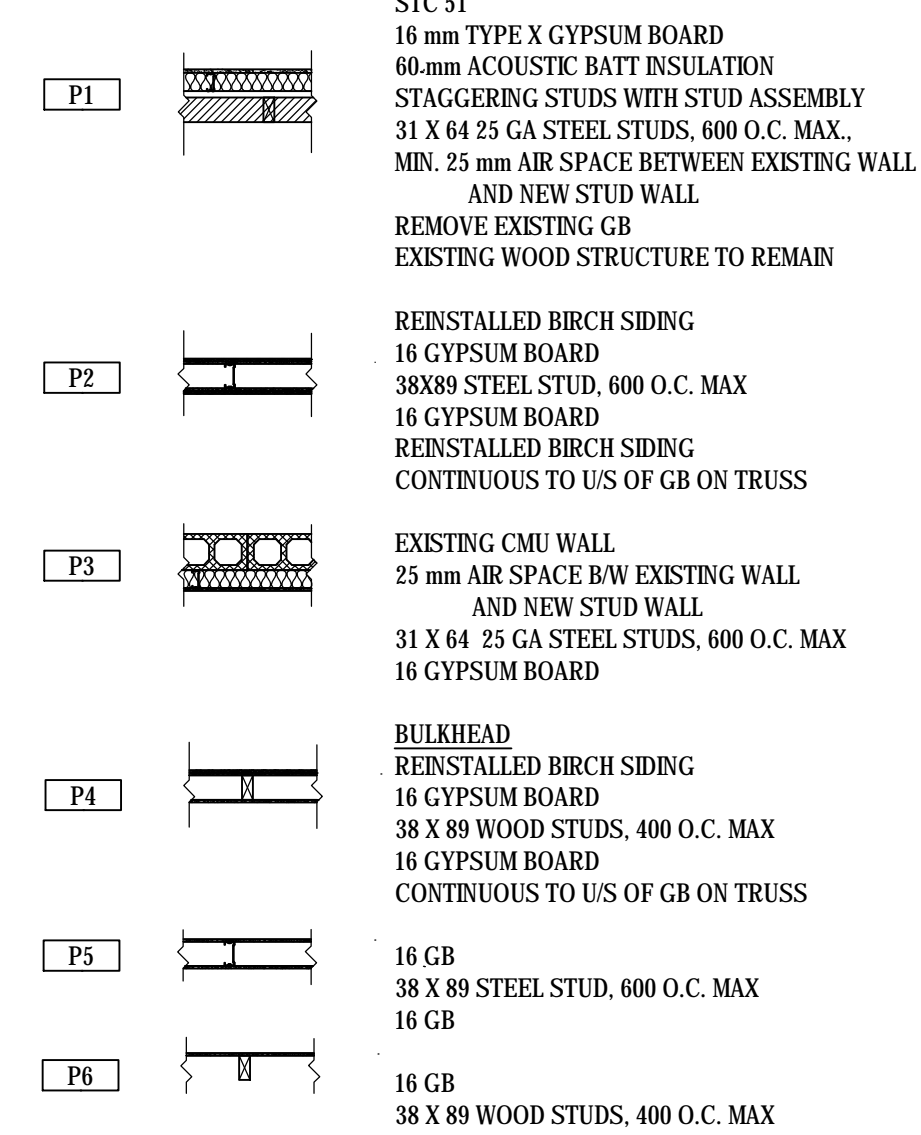 STC 51
P1
16 mm TYPE X GYPSUM BOARD
60 mm ACOUSTIC BATT INSULATION
STAGGERING STUDS WITH STUD ASSEMBLY
31 X 64 25 GA STEEL STUDS, 600 O.C. MAX.,
MIN. 25 mm AIR SPACE BETWEEN EXISTING WALL
AND NEW STUD WALL
REMOVE EXISTING GB
EXISTING WOOD STRUCTURE TO REMAIN
P2
REINSTALLED BIRCH SIDING
16 GYPSUM BOARD
38X89 STEEL STUD, 600 O.C. MAX
16 GYPSUM BOARD
REINSTALLED BIRCH SIDING
CONTINUOUS TO U/S OF GB ON TRUSS
P3
EXISTING CMU WALL
25 mm AIR SPACE B/W EXISTING WALL
AND NEW STUD WALL
31 X 64 25 GA STEEL STUDS, 600 O.C. MAX
16 GYPSUM BOARD
P4
BULKHEAD
REINSTALLED BIRCH SIDING
16 GYPSUM BOARD
38 X 89 WOOD STUDS, 400 O.C. MAX
16 GYPSUM BOARD
CONTINUOUS TO U/S OF GB ON TRUSS
P5
16 GB
38 X 89 STEEL STUD, 600 O.C. MAX
16 GB
P6
16 GB
38 X 89 WOOD STUDS, 400 O.C. MAX